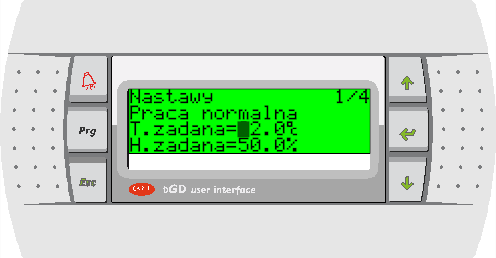 Nastawy 1/4
Praca normalna
T.zadana=█2.0℃
H.zadana=50.0%
Prg
Esc
pGD user interface